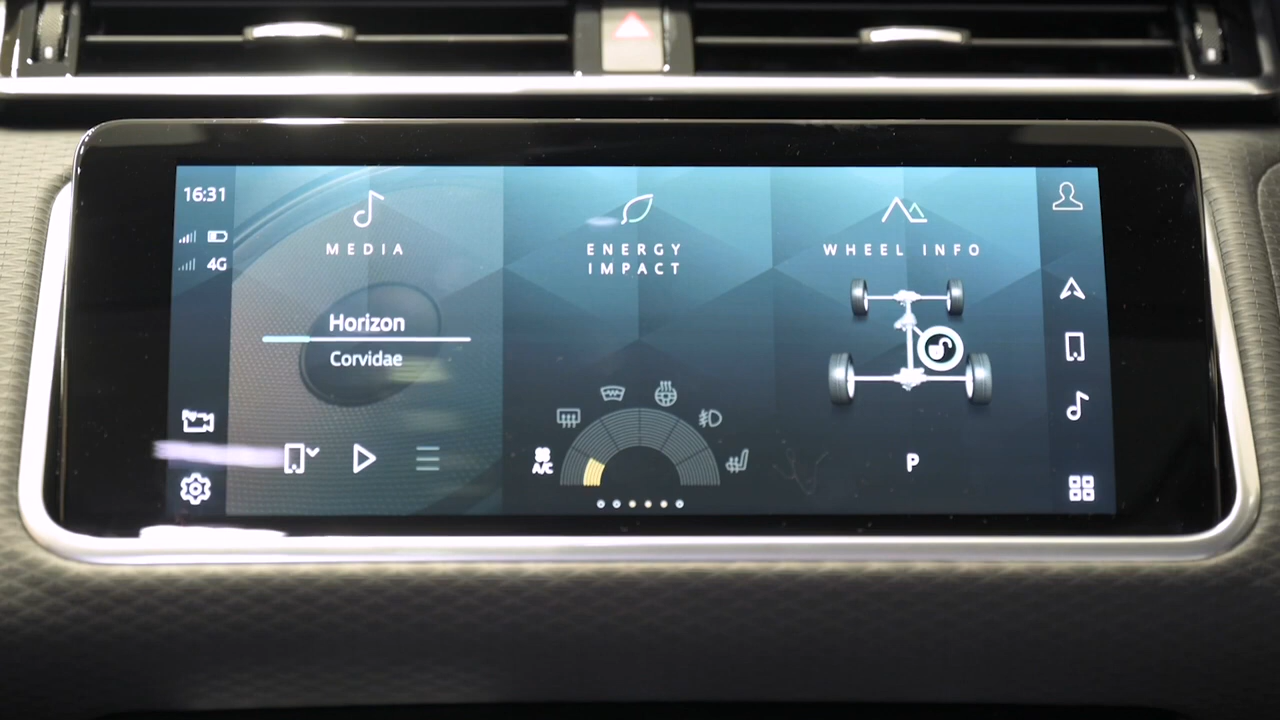 16:31
4G
MEDIA
Horizon
Corvidae
ENERGY
IMPACT
A/C
WHEEL INFO
P